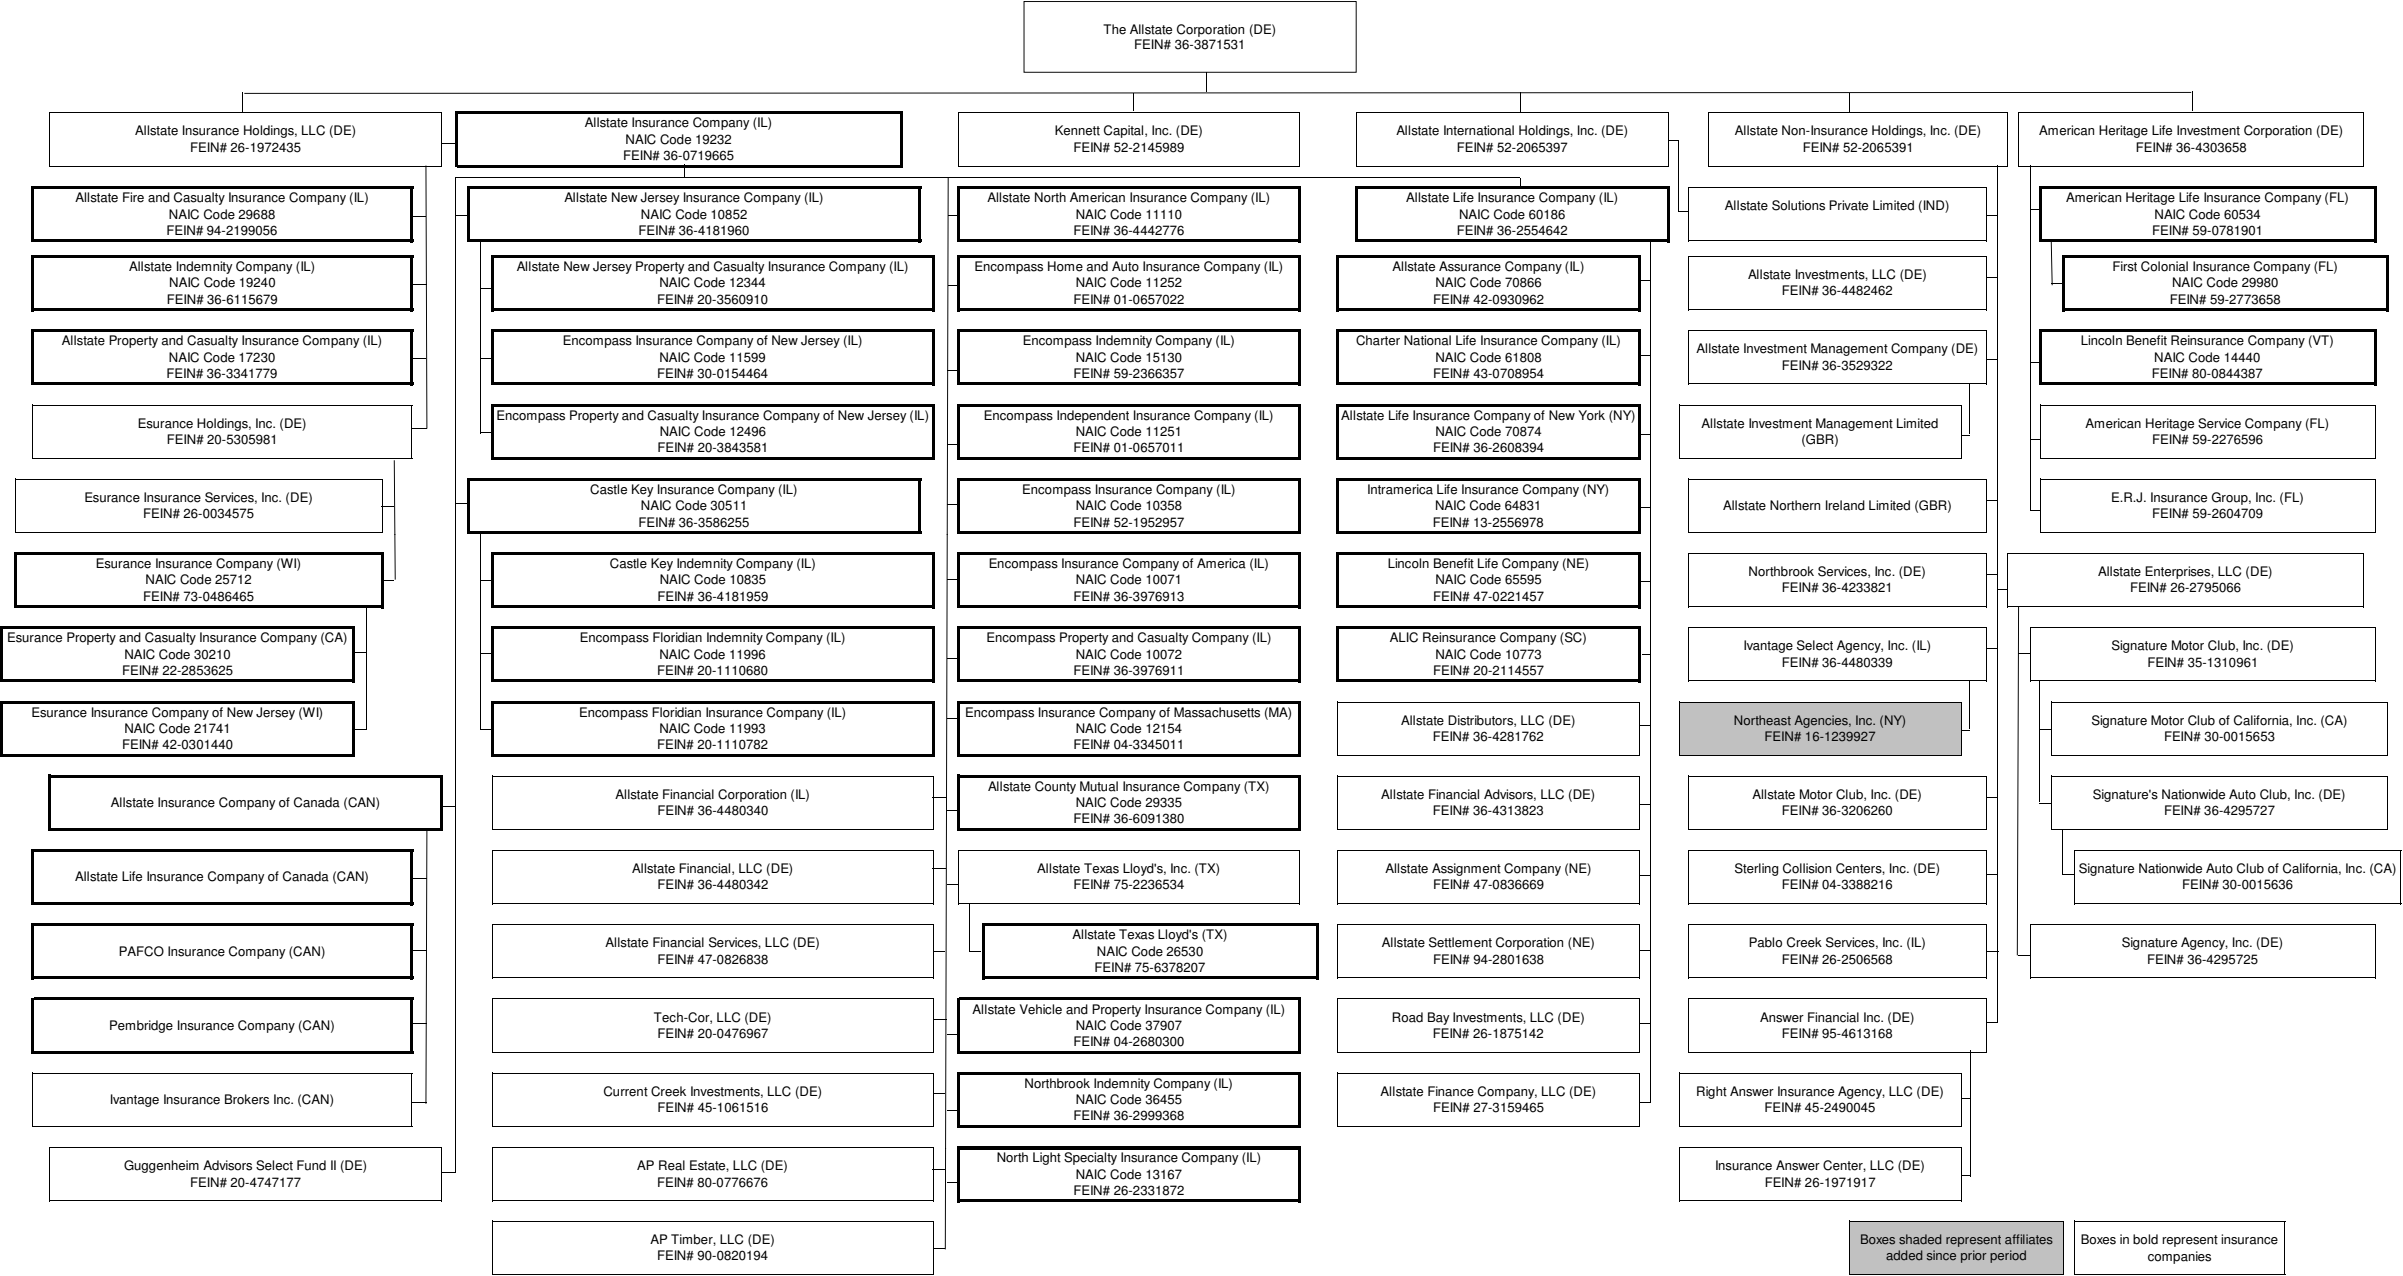 The Allstate Corporation (DE)
FEIN# 36-3871531
Allstate Insurance Holdings, LLC (DE)
FEIN# 26-1972435
Allstate Insurance Company (IL)
NAIC Code 19232
FEIN# 36-0719665
Kennett Capital, Inc. (DE)
FEIN# 52-2145989
Allstate International Holdings, Inc. (DE)
FEIN# 52-2065397
Allstate Non-Insurance Holdings, Inc. (DE)
FEIN# 52-2065391
American Heritage Life Investment Corporation (DE)
FEIN# 36-4303658
Allstate Fire and Casualty Insurance Company (IL)
NAIC Code 29688
FEIN# 94-2199056
Allstate Indemnity Company (IL)
NAIC Code 19240
FEIN# 36-6115679
Allstate Property and Casualty Insurance Company (IL)
NAIC Code 17230
FEIN# 36-3341779
Esurance Holdings, Inc. (DE)
FEIN# 20-5305981
Esurance Insurance Services, Inc. (DE)
FEIN# 26-0034575
Esurance Insurance Company (WI)
NAIC Code 25712
FEIN# 73-0486465
Esurance Property and Casualty Insurance Company (CA)
NAIC Code 30210
FEIN# 22-2853625
Esurance Insurance Company of New Jersey (WI)
NAIC Code 21741
FEIN# 42-0301440
Allstate Insurance Company of Canada (CAN)
Allstate Life Insurance Company of Canada (CAN)
PAFCO Insurance Company (CAN)
Pembridge Insurance Company (CAN)
Ivantage Insurance Brokers Inc. (CAN)
Guggenheim Advisors Select Fund II (DE)
FEIN# 20-4747177
Allstate New Jersey Insurance Company (IL)
NAIC Code 10852
FEIN# 36-4181960
Allstate New Jersey Property and Casualty Insurance Company (IL)
NAIC Code 12344
FEIN# 20-3560910
Encompass Insurance Company of New Jersey (IL)
NAIC Code 11599
FEIN# 30-0154464
Encompass Property and Casualty Insurance Company of New Jersey (IL)
NAIC Code 12496
FEIN# 20-3843581
Castle Key Insurance Company (IL)
NAIC Code 30511
FEIN# 36-3586255
Castle Key Indemnity Company (IL)
NAIC Code 10835
FEIN# 36-4181959
Encompass Floridian Indemnity Company (IL)
NAIC Code 11996
FEIN# 20-1110680
Encompass Floridian Insurance Company (IL)
NAIC Code 11993
FEIN# 20-1110782
Allstate Financial Corporation (IL)
FEIN# 36-4480340
Allstate Financial, LLC (DE)
FEIN# 36-4480342
Allstate Financial Services, LLC (DE)
FEIN# 47-0826838
Tech-Cor, LLC (DE)
FEIN# 20-0476967
Current Creek Investments, LLC (DE)
FEIN# 45-1061516
AP Real Estate, LLC (DE)
FEIN# 80-0776676
AP Timber, LLC (DE)
FEIN# 90-0820194
Allstate North American Insurance Company (IL)
NAIC Code 11110
FEIN# 36-4442776
Encompass Home and Auto Insurance Company (IL)
NAIC Code 11252
FEIN# 01-0657022
Encompass Indemnity Company (IL)
NAIC Code 15130
FEIN# 59-2366357
Encompass Independent Insurance Company (IL)
NAIC Code 11251
FEIN# 01-0657011
Encompass Insurance Company (IL)
NAIC Code 10358
FEIN# 52-1952957
Encompass Insurance Company of America (IL)
NAIC Code 10071
FEIN# 36-3976913
Encompass Property and Casualty Company (IL)
NAIC Code 10072
FEIN# 36-3976911
Encompass Insurance Company of Massachusetts (MA)
NAIC Code 12154
FEIN# 04-3345011
Allstate County Mutual Insurance Company (TX)
NAIC Code 29335
FEIN# 36-6091380
Allstate Texas Lloyd's, Inc. (TX)
FEIN# 75-2236534
Allstate Texas Lloyd's (TX)
NAIC Code 26530
FEIN# 75-6378207
Allstate Vehicle and Property Insurance Company (IL)
NAIC Code 37907
FEIN# 04-2680300
Northbrook Indemnity Company (IL)
NAIC Code 36455
FEIN# 36-2999368
North Light Specialty Insurance Company (IL)
NAIC Code 13167
FEIN# 26-2331872
Allstate Life Insurance Company (IL)
NAIC Code 60186
FEIN# 36-2554642
Allstate Assurance Company (IL)
NAIC Code 70866
FEIN# 42-0930962
Charter National Life Insurance Company (IL)
NAIC Code 61808
FEIN# 43-0708954
Allstate Life Insurance Company of New York (NY)
NAIC Code 70874
FEIN# 36-2608394
Intramerica Life Insurance Company (NY)
NAIC Code 64831
FEIN# 13-2556978
Lincoln Benefit Life Company (NE)
NAIC Code 65595
FEIN# 47-0221457
ALIC Reinsurance Company (SC)
NAIC Code 10773
FEIN# 20-2114557
Allstate Distributors, LLC (DE)
FEIN# 36-4281762
Allstate Financial Advisors, LLC (DE)
FEIN# 36-4313823
Allstate Assignment Company (NE)
FEIN# 47-0836669
Allstate Settlement Corporation (NE)
FEIN# 94-2801638
Road Bay Investments, LLC (DE)
FEIN# 26-1875142
Allstate Finance Company, LLC (DE)
FEIN# 27-3159465
Allstate Solutions Private Limited (IND)
Allstate Investments, LLC (DE)
FEIN# 36-4482462
Allstate Investment Management Company (DE)
FEIN# 36-3529322
Allstate Investment Management Limited
(GBR)
Allstate Northern Ireland Limited (GBR)
Northbrook Services, Inc. (DE)
FEIN# 36-4233821
Ivantage Select Agency, Inc. (IL)
FEIN# 36-4480339
Northeast Agencies, Inc. (NY)
FEIN# 16-1239927
Allstate Motor Club, Inc. (DE)
FEIN# 36-3206260
Sterling Collision Centers, Inc. (DE)
FEIN# 04-3388216
Pablo Creek Services, Inc. (IL)
FEIN# 26-2506568
Answer Financial Inc. (DE)
FEIN# 95-4613168
Right Answer Insurance Agency, LLC (DE)
FEIN# 45-2490045
Insurance Answer Center, LLC (DE)
FEIN# 26-1971917
American Heritage Life Insurance Company (FL)
NAIC Code 60534
FEIN# 59-0781901
First Colonial Insurance Company (FL)
NAIC Code 29980
FEIN# 59-2773658
Lincoln Benefit Reinsurance Company (VT)
NAIC Code 14440
FEIN# 80-0844387
American Heritage Service Company (FL)
FEIN# 59-2276596
E.R.J. Insurance Group, Inc. (FL)
FEIN# 59-2604709
Allstate Enterprises, LLC (DE)
FEIN# 26-2795066
Signature Motor Club, Inc. (DE)
FEIN# 35-1310961
Signature Motor Club of California, Inc. (CA)
FEIN# 30-0015653
Signature's Nationwide Auto Club, Inc. (DE)
FEIN# 36-4295727
Signature Nationwide Auto Club of California, Inc. (CA)
FEIN# 30-0015636
Signature Agency, Inc. (DE)
FEIN# 36-4295725
Boxes shaded represent affiliates
added since prior period
Boxes in bold represent insurance
companies